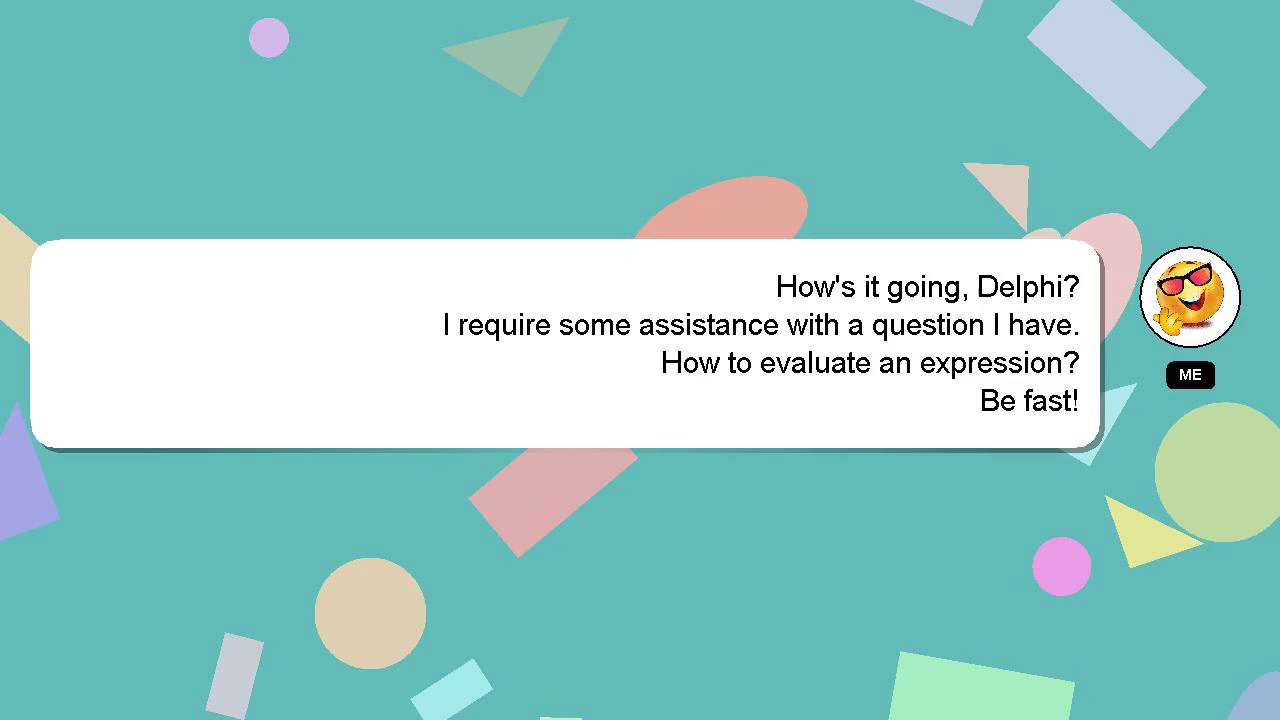 How's it going, Delphi?
I require some assistance with a question I have.
How to evaluate an expression?
Be fast!
ME